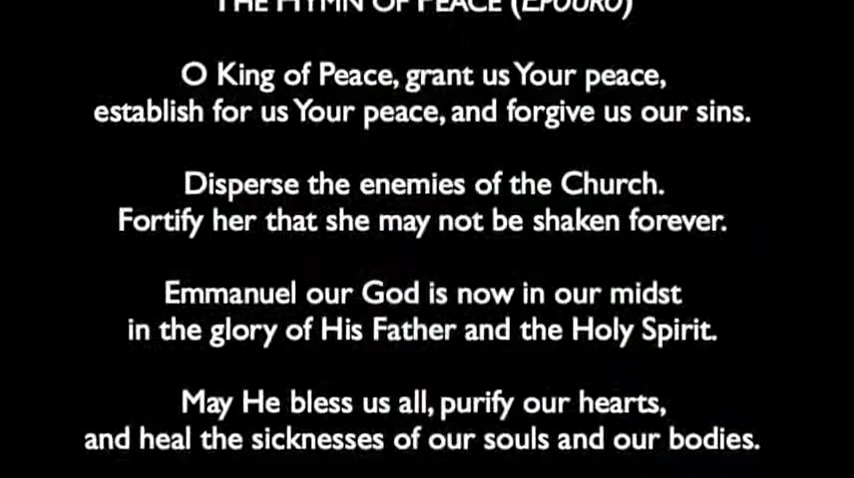 THE HYMN OF PEACE (EPOURO)
O King of Peace, grant us Your peace,
establish for us Your peace, and forgive us our sins.
Disperse the enemies of the Church.
Fortify her that she may not be shaken forever.
Emmanuel our God is now in our midst
in the glory of His Father and the Holy Spirit.
May He bless us all, purify our hearts,
and heal the sicknesses of our souls and our bodies.